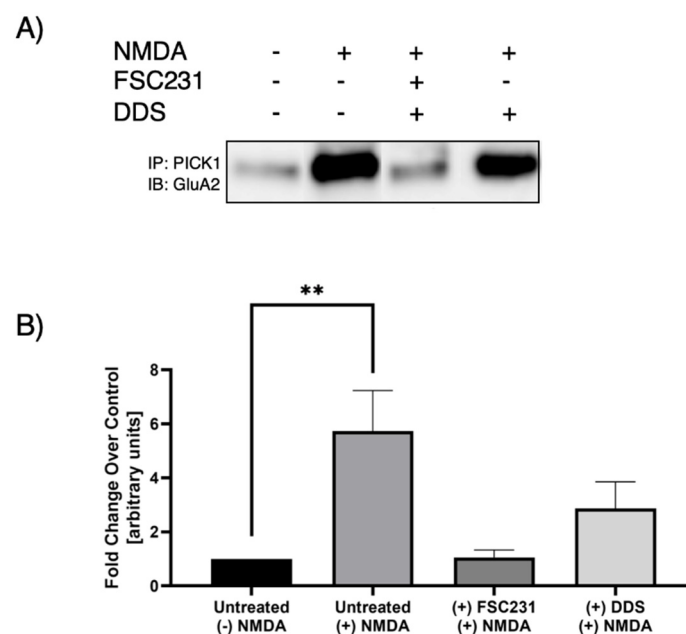 A)
NMDA - + + +
FSC231 - - + -
DDS - - + +
IP: PICK1
IB: GluA2
B)
**
Fold Change Over Control
[arbitrary units]
8
6
4
2
0
Untreated
(-) NMDA
Untreated
(+) NMDA
(+) FSC231
(+) NMDA
(+) DDS
(+) NMDA